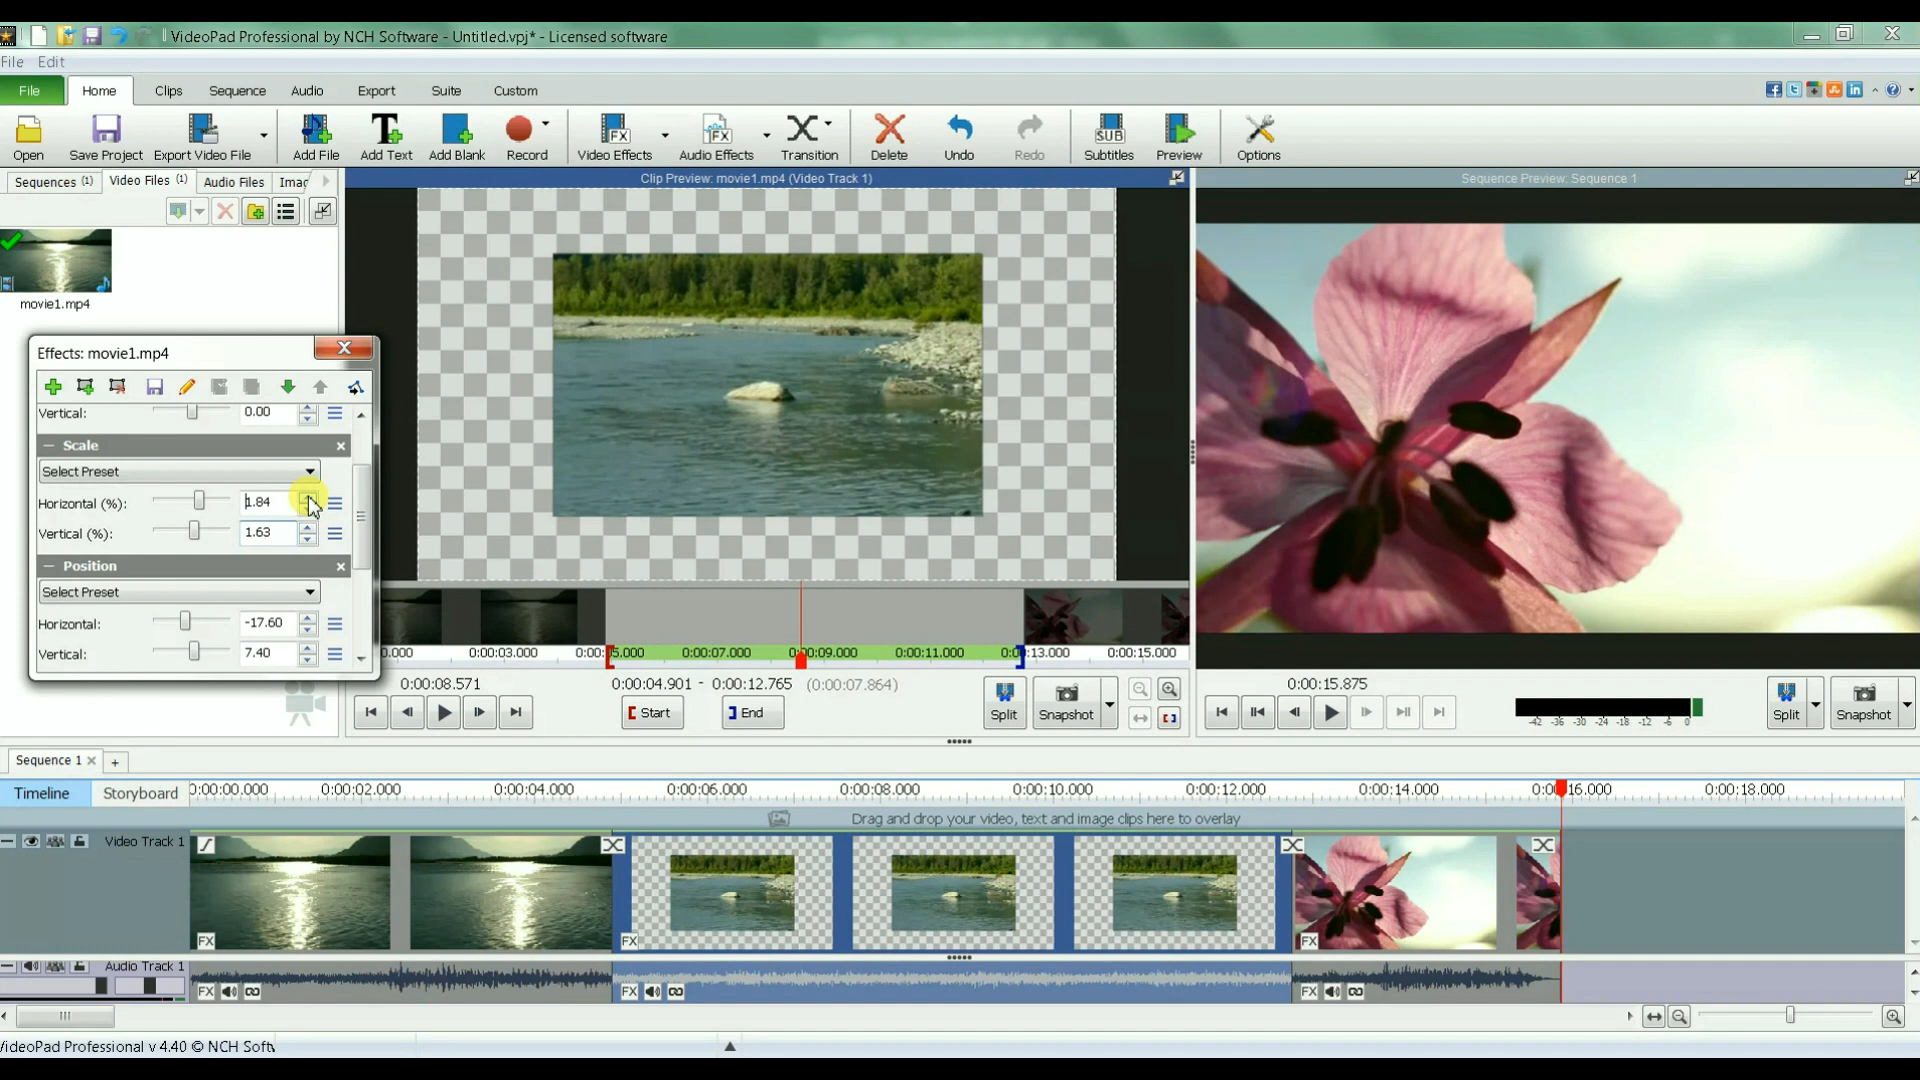 VideoPad Professional by NCH Software - Untitled.vpj* - Licensed software
File Edit
File Home Clips Sequence Audio Export Suite Custom
Open Save Project Export Video File Add File Add Text Add Blank Record Video Effects Audio Effects Transition Delete Undo Redo Subtitles Preview Options
Sequences (1) Video Files (1) Audio Files Imag
Clip Preview: movie1.mp4 (Video Track 1)
Sequence Preview: Sequence 1
movie1.mp4
Effects: movie1.mp4
Vertical: 0.00
Scale
Select Preset
Horizontal (%): 1.84
Vertical (%): 1.63
Position
Select Preset
Horizontal: -17.60
Vertical: 7.40
0.000 0:00:03.000 0:00:05.000 0:00:07.000 0:00:09.000 0:00:11.000 0:00:13.000 0:00:15.000
0:00:08.571 0:00:04.901 - 0:00:12.765 (0:00:07.864)
Start End Split Snapshot
0:00:15.875
-42 -36 -30 -24 -18 -12 -6 0
Split Snapshot
Sequence 1
Timeline Storyboard
0:00:00.000 0:00:02.000 0:00:04.000 0:00:06.000 0:00:08.000 0:00:10.000 0:00:12.000 0:00:14.000 0:00:16.000 0:00:18.000
Drag and drop your video, text and image clips here to overlay
Video Track 1
FX FX FX
Audio Track 1
FX FX FX
VideoPad Professional v 4.40 © NCH Softw